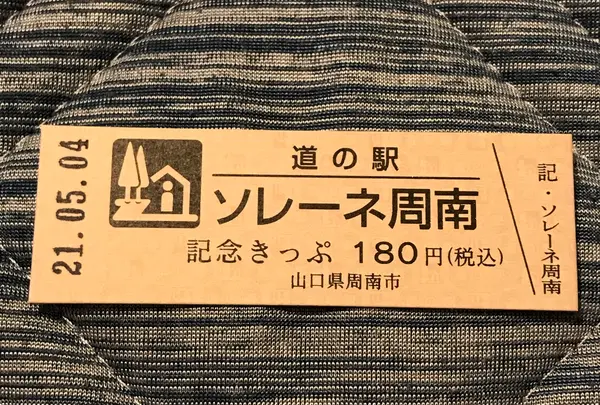 21.05.04
道の駅
ソレーネ周南
記念きっぷ 180円(税込)
山口県周南市
記・ソレーネ周南